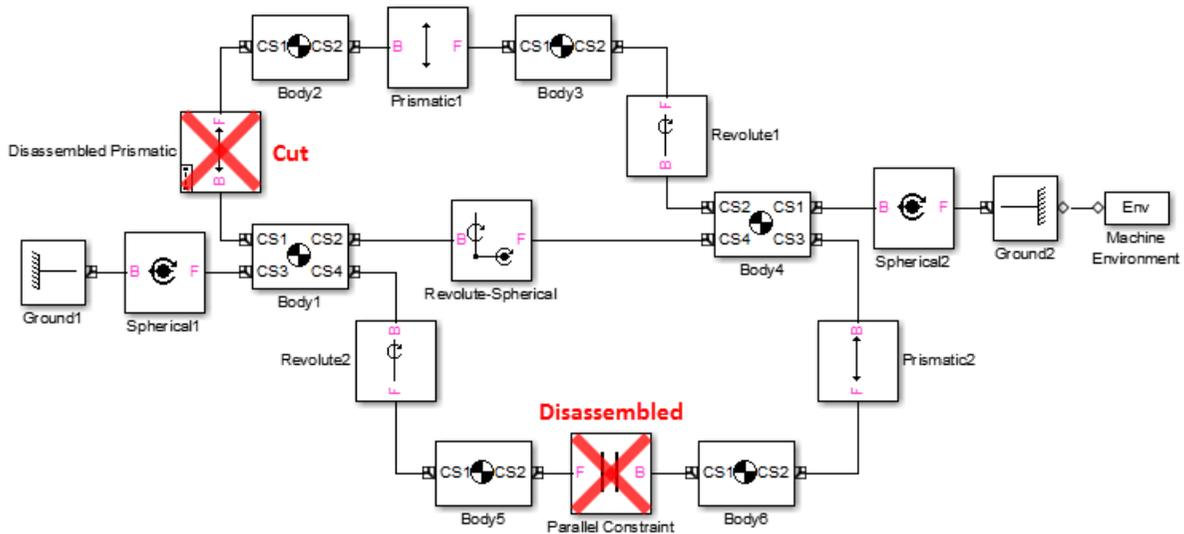 CS1 CS2
Body2
B F
Prismatic1
CS1 CS2
Body3
F
B
Revolute1
Disassembled Prismatic
F
B
Cut
CS1 CS2
CS3 CS4
Body1
Ground1
B F
Spherical1
B F
Revolute-Spherical
CS2 CS1
CS4 CS3
Body4
B F
Spherical2
Ground2
Env
Machine
Environment
B
F
Revolute2
B
F
Prismatic2
Disassembled
CS1 CS2
Body5
F B
Parallel Constraint
CS1 CS2
Body6